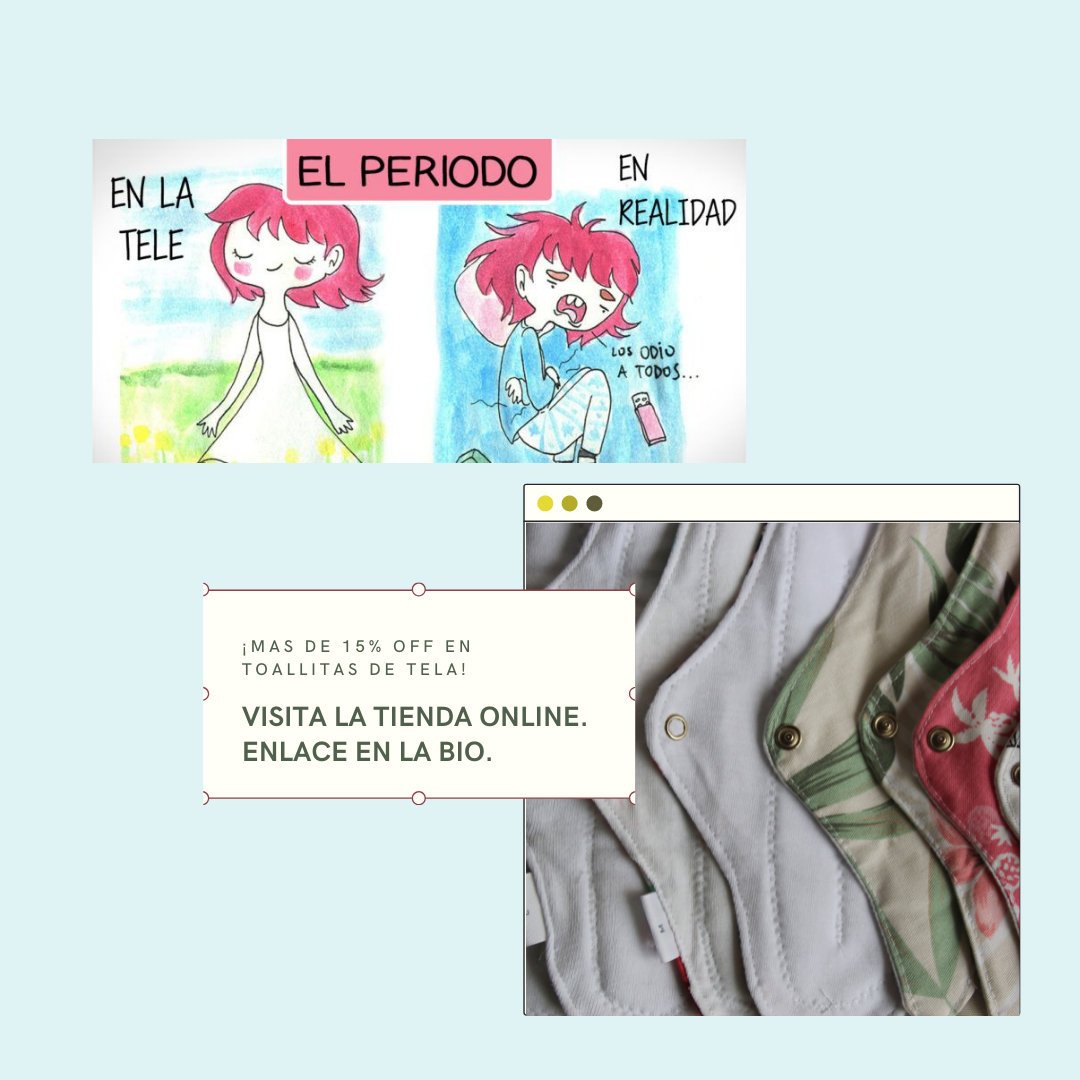 EL PERIODO
EN LA
TELE
EN
REALIDAD
LOS ODIO
A TODOS...
¡MAS DE 15% OFF EN
TOALLITAS DE TELA!
VISITA LA TIENDA ONLINE.
ENLACE EN LA BIO.
M